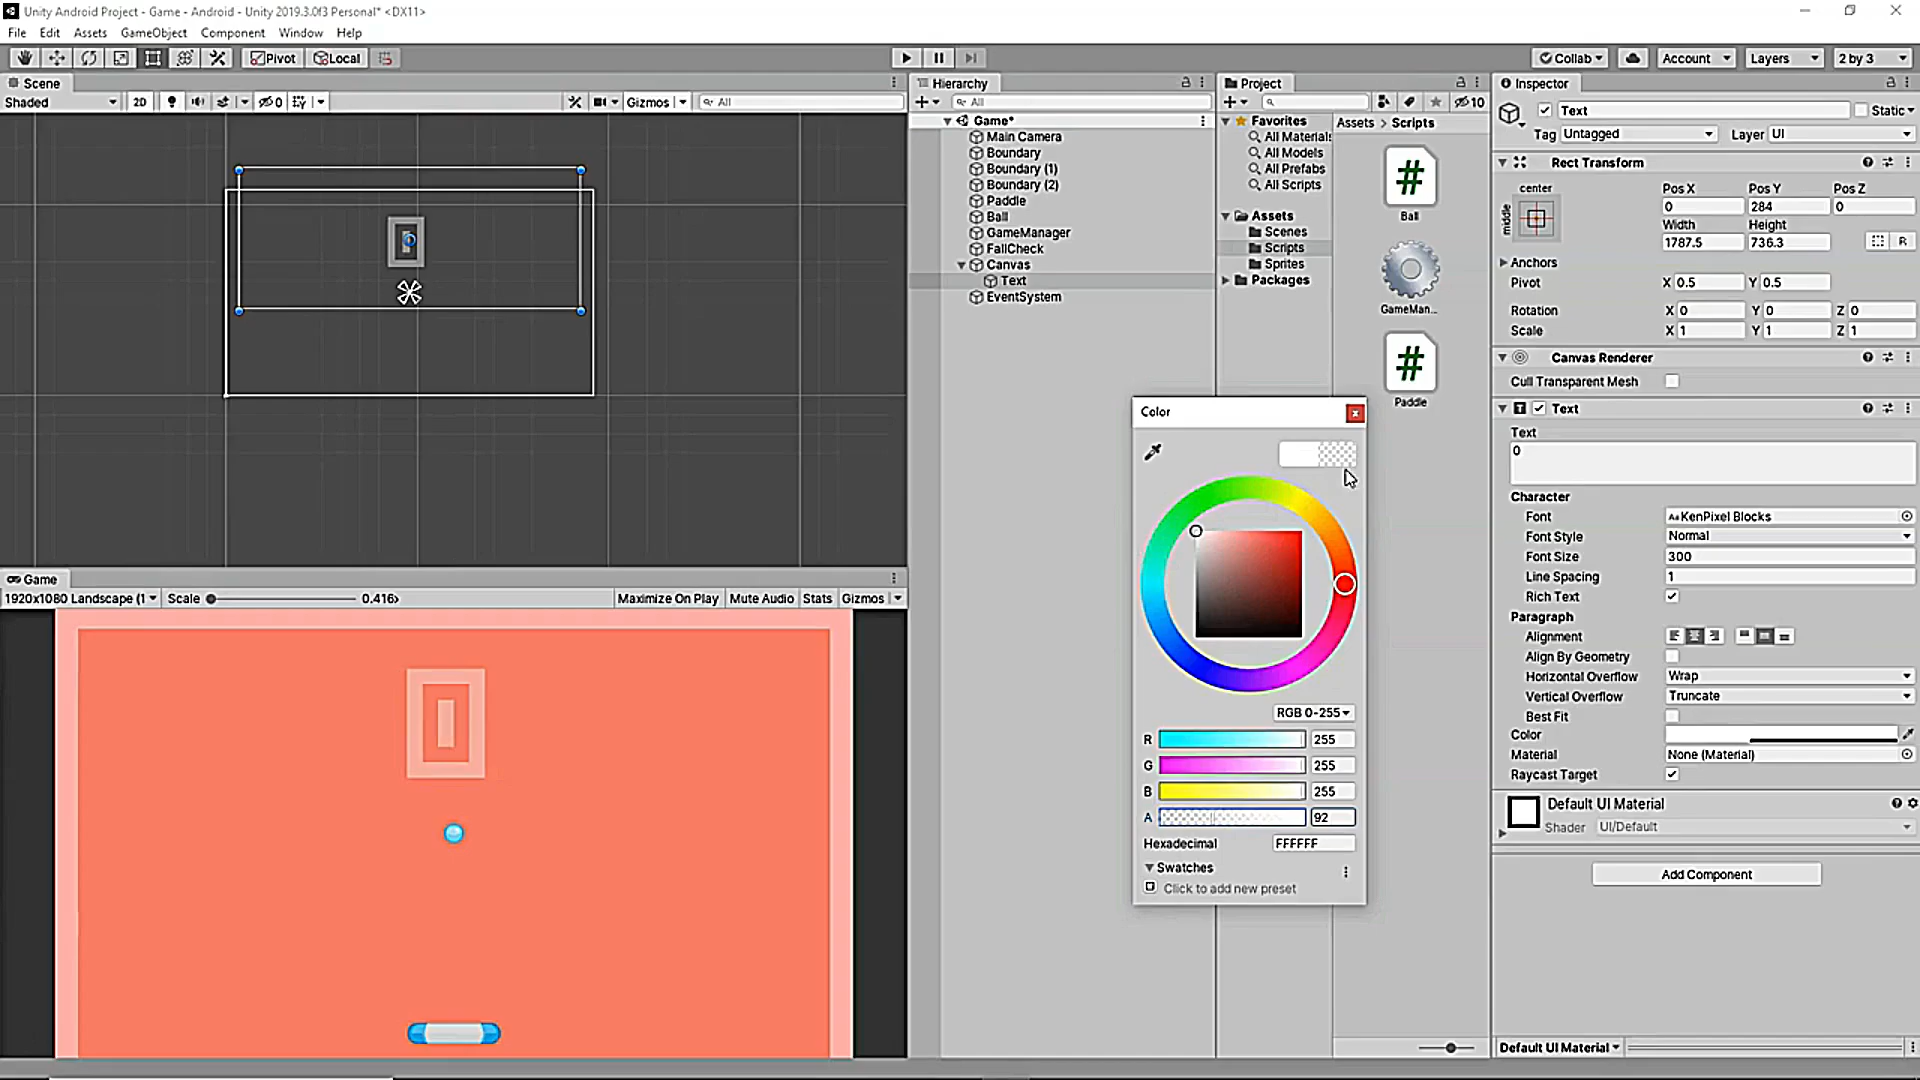 Unity Android Project - Game - Android - Unity 2019.3.0f3 Personal* <DX11>
File Edit Assets GameObject Component Window Help
Pivot Local
Collab Account Layers 2 by 3
Scene
Shaded 2D 0 Gizmos All
Hierarchy
All
Game*
Main Camera
Boundary
Boundary (1)
Boundary (2)
Paddle
Ball
GameManager
FallCheck
Canvas
Text
EventSystem
Project
10
Favorites
All Materials
All Models
All Prefabs
All Scripts
Assets
Scenes
Scripts
Sprites
Packages
Assets > Scripts
#
Ball
GameMan...
#
Paddle
Inspector
Text Static
Tag Untagged Layer UI
Rect Transform
center
middle
Pos X Pos Y Pos Z
0 284 0
Width Height
1787.5 736.3 R
Anchors
Pivot X 0.5 Y 0.5
Rotation X 0 Y 0 Z 0
Scale X 1 Y 1 Z 1
Canvas Renderer
Cull Transparent Mesh
Text
Text
0
Character
Font KenPixel Blocks
Font Style Normal
Font Size 300
Line Spacing 1
Rich Text
Paragraph
Alignment
Align By Geometry
Horizontal Overflow Wrap
Vertical Overflow Truncate
Best Fit
Color
Material None (Material)
Raycast Target
Default UI Material
Shader UI/Default
Add Component
Default UI Material
Color
RGB 0-255
R 255
G 255
B 255
A 92
Hexadecimal FFFFFF
Swatches
Click to add new preset
Game
1920x1080 Landscape (1 Scale 0.416x Maximize On Play Mute Audio Stats Gizmos
0